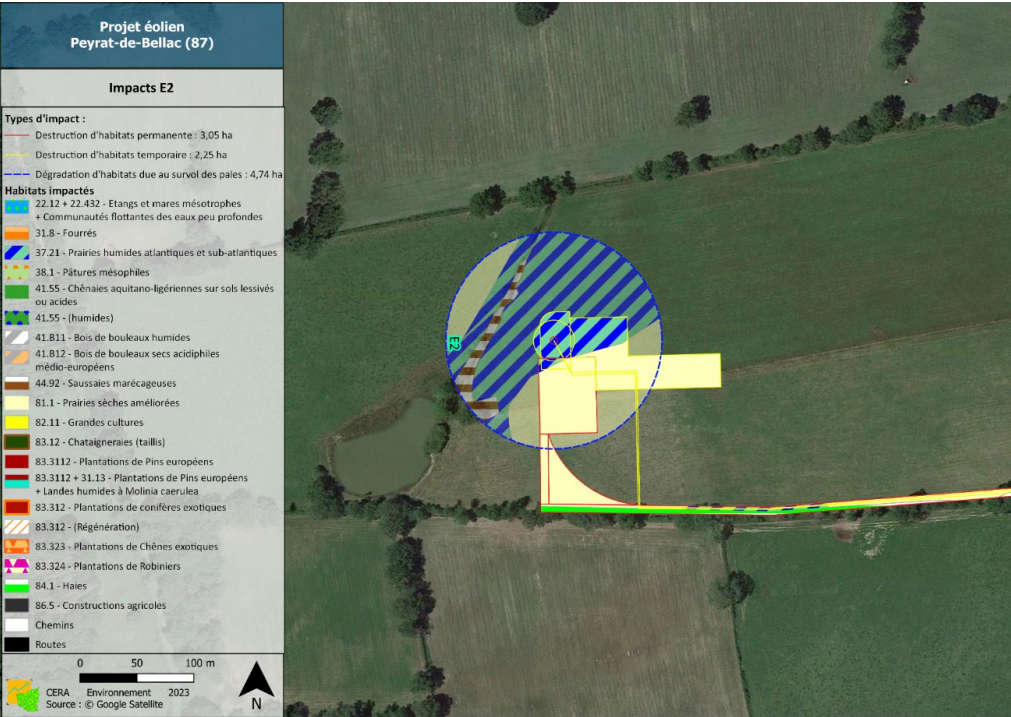 Projet éolien
Peyrat-de-Bellac (87)
Impacts E2
Types d'impact :
Destruction d'habitats permanente : 3,05 ha
Destruction d'habitats temporaire : 2,25 ha
Dégradation d'habitats due au survol des pales : 4,74 ha
Habitats impactés
22.12 + 22.432 - Etangs et mares mésotrophes
+ Communautés flottantes des eaux peu profondes
31.8 - Fourrés
37.21 - Prairies humides atlantiques et sub-atlantiques
38.1 - Pâtures mésophiles
41.55 - Chênaies aquitano-ligériennes sur sols lessivés
ou acides
41.55 - (humides)
41.B11 - Bois de bouleaux humides
41.B12 - Bois de bouleaux secs acidiphiles
médio-européens
44.92 - Saussaies marécageuses
81.1 - Prairies sèches améliorées
82.11 - Grandes cultures
83.12 - Chataigneraies (taillis)
83.3112 - Plantations de Pins européens
83.3112 + 31.13 - Plantations de Pins européens
+ Landes humides à Molinia caerulea
83.312 - Plantations de conifères exotiques
83.312 - (Régénération)
83.323 - Plantations de Chênes exotiques
83.324 - Plantations de Robiniers
84.1 - Haies
86.5 - Constructions agricoles
Chemins
Routes
0 50 100 m
CERA Environnement 2023
Source : © Google Satellite
N